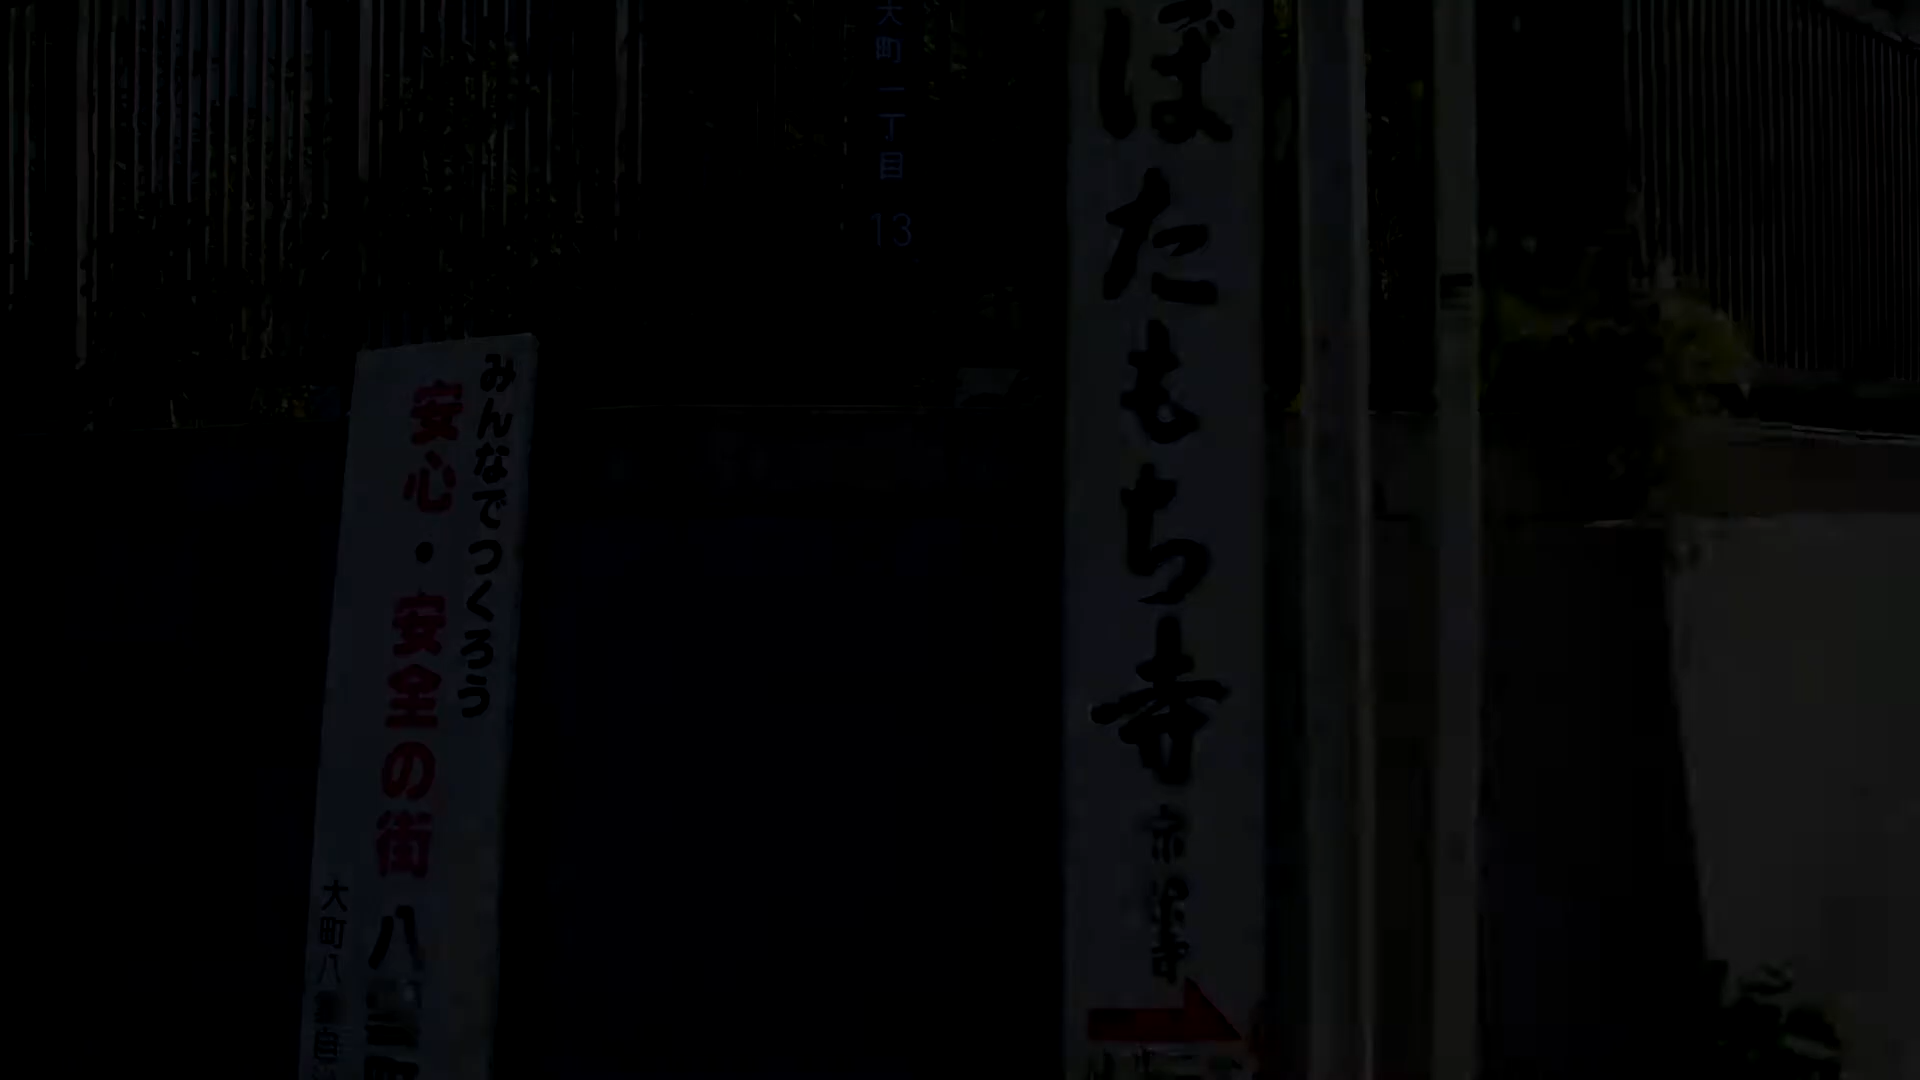 大町一丁目
13
ぼたもち寺
みんなでつくろう
安心・安全の街
大町八